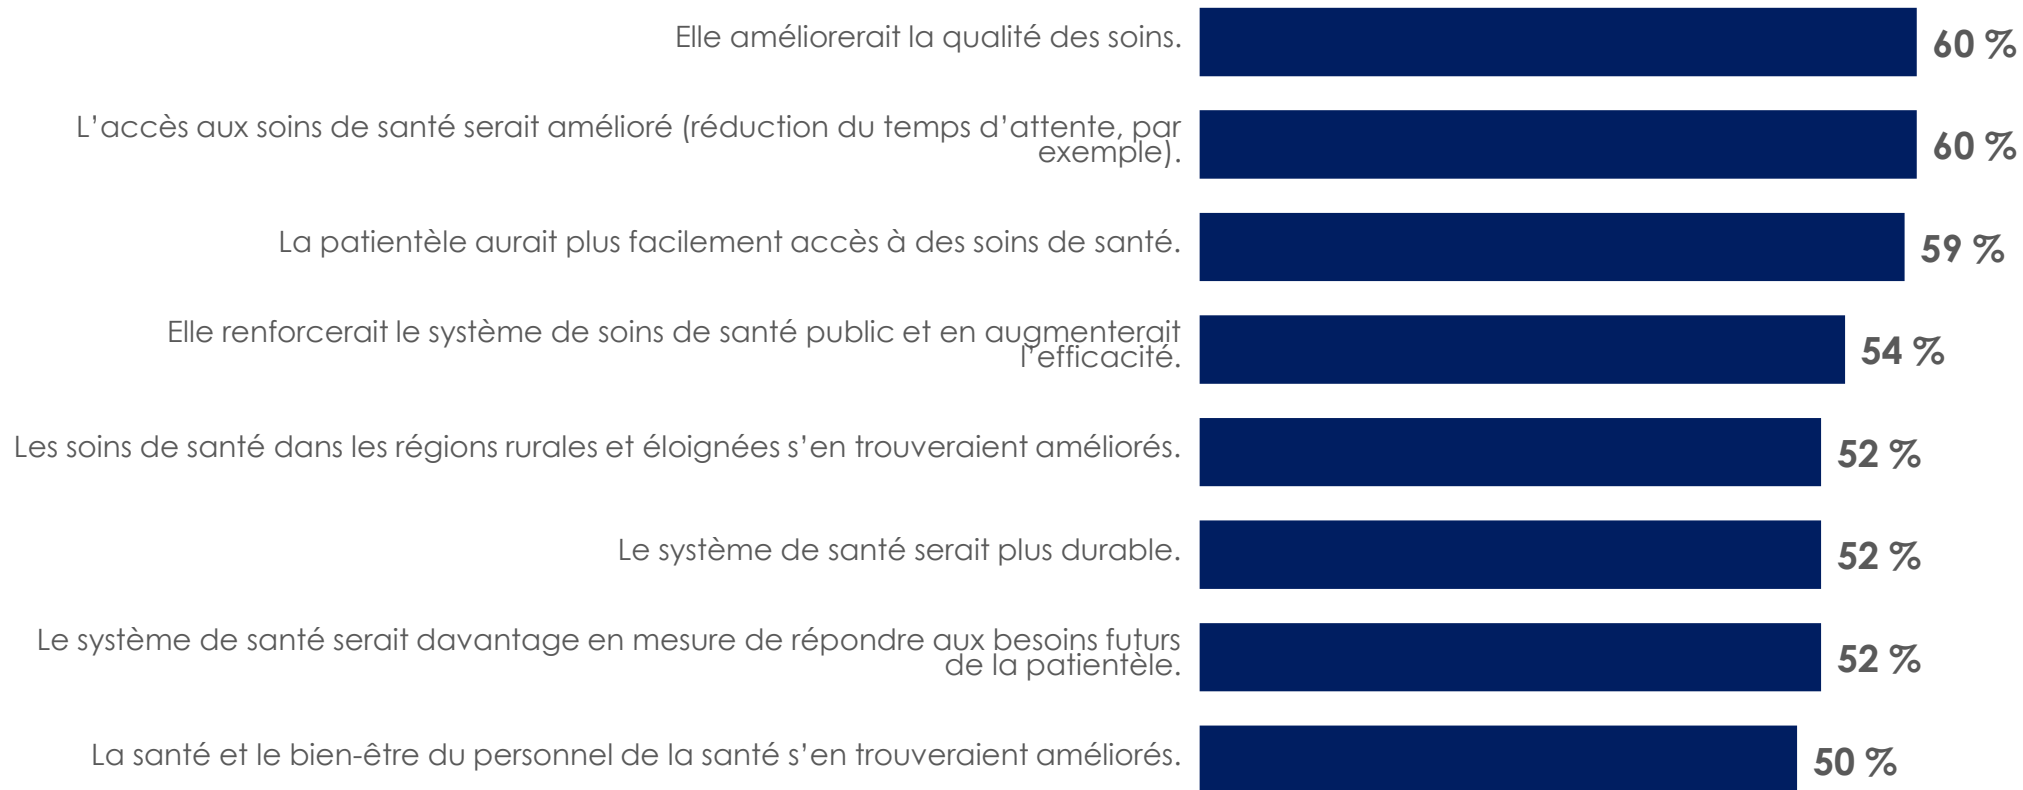 Elle améliorerait la qualité des soins.
60 %
L'accès aux soins de santé serait amélioré (réduction du temps d'attente, par
exemple).
60 %
La patientèle aurait plus facilement accès à des soins de santé.
59 %
Elle renforcerait le système de soins de santé public et en augmenterait
l'efficacité.
54 %
Les soins de santé dans les régions rurales et éloignées s'en trouveraient améliorés.
52 %
Le système de santé serait plus durable.
52 %
Le système de santé serait davantage en mesure de répondre aux besoins futurs
de la patientèle.
52 %
La santé et le bien-être du personnel de la santé s'en trouveraient améliorés.
50 %